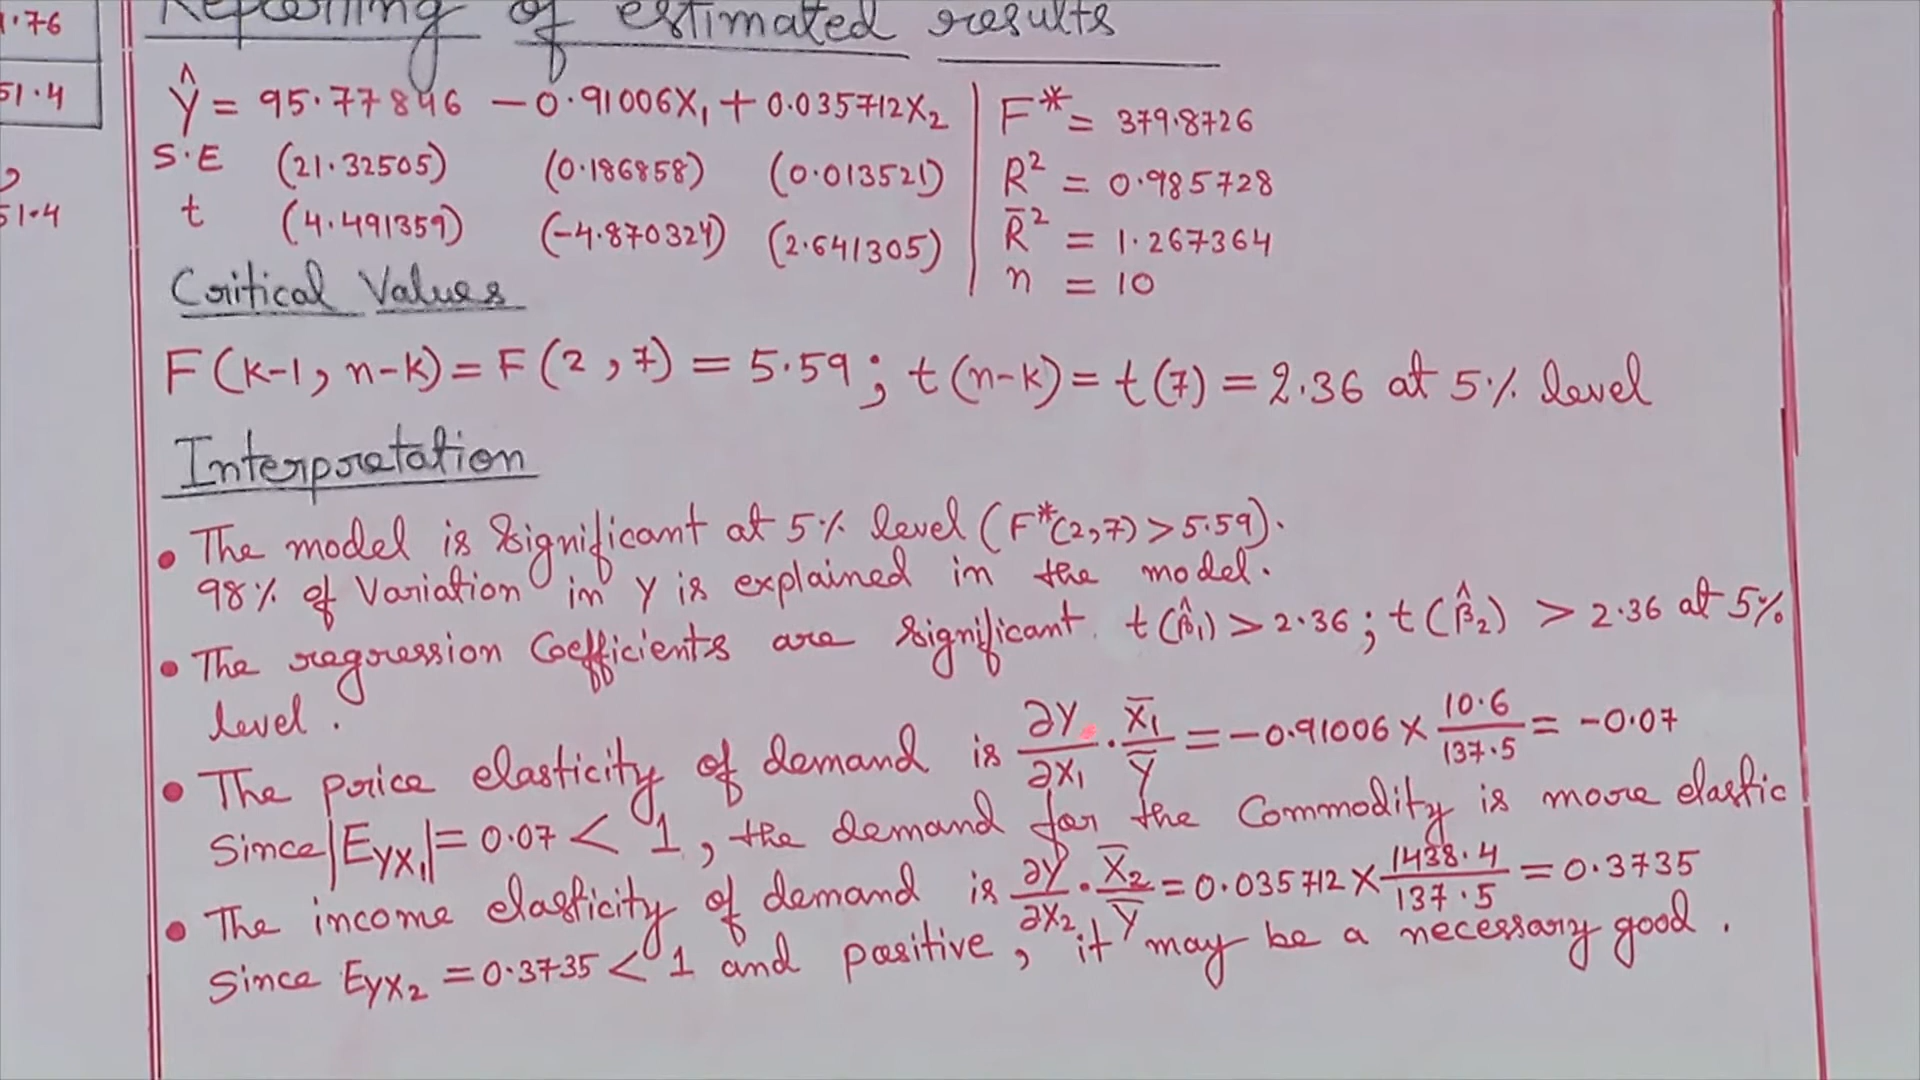 1.76
51.4
51.4
Reporting of estimated results
Ŷ = 95.77846 - 0.91006X₁ + 0.035712X₂
S.E (21.32505) (0.186858) (0.013521)
t (4.491359) (-4.870324) (2.641305)
F* = 379.8726
R² = 0.985728
R̅² = 1.267364
n = 10
Critical Values
F(K-1, n-K) = F(2, 7) = 5.59; t(n-K) = t(7) = 2.36 at 5% level
Interpretation
• The model is significant at 5% level (F*(2,7) > 5.59).
98% of Variation in Y is explained in the model.
• The regression Coefficients are significant. t(β̂₁) > 2.36; t(β̂₂) > 2.36 at 5%
level.
• The price elasticity of demand is ∂Y/∂X₁ · X̅₁/Y̅ = -0.91006 × 10.6/137.5 = -0.07
Since |Eyx₁| = 0.07 < 1, the demand for the Commodity is more elastic
• The income elasticity of demand is ∂Y/∂X₂ · X̅₂/Y̅ = 0.035712 × 1438.4/137.5 = 0.3735
Since Eyx₂ = 0.3735 < 1 and positive, it may be a necessary good.